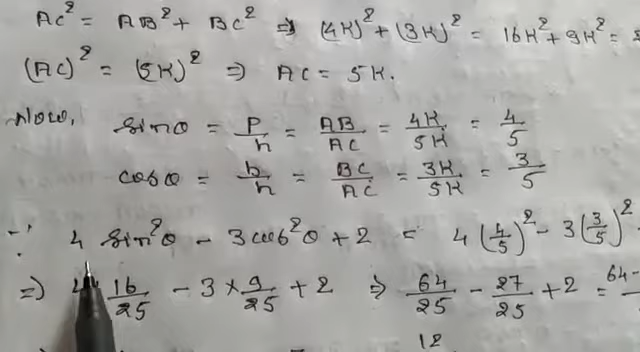 AC² = AB² + BC² ⇒ (4K)² + (3K)² = 16K² + 9K² =
(AC)² = (5K)² ⇒ AC = 5K.
Now, sinθ = P/h = AB/AC = 4K/5K = 4/5
cosθ = b/h = BC/AC = 3K/5K = 3/5
∵ 4 sin²θ - 3cos²θ + 2 = 4(4/5)² - 3(3/5)²
⇒ 4 16/25 - 3 × 9/25 + 2 ⇒ 64/25 - 27/25 + 2 = 64-
18